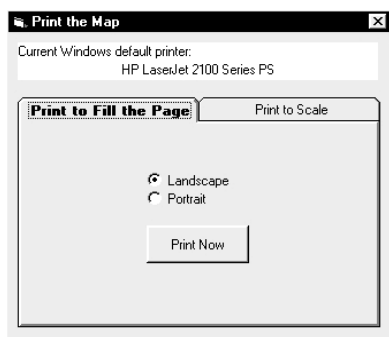 Print the Map
Current Windows default printer:
HP LaserJet 2100 Series PS
Print to Fill the Page
Print to Scale
Landscape
Portrait
Print Now